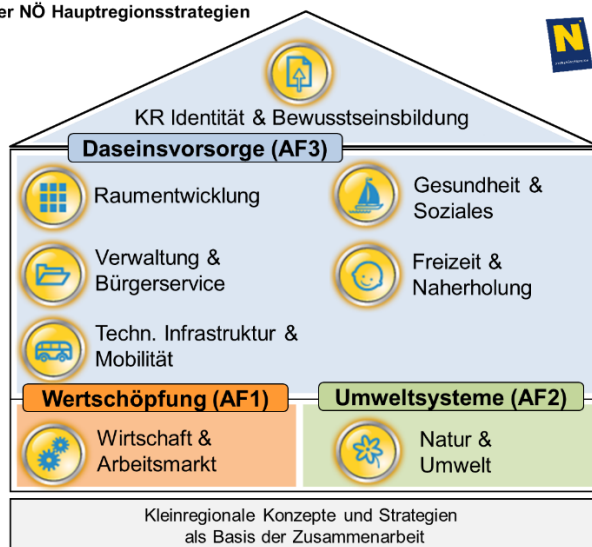 er NÖ Hauptregionsstrategien
N
KR Identität & Bewusstseinsbildung
Daseinsvorsorge (AF3)
Raumentwicklung
Gesundheit &
Soziales
Verwaltung &
Bürgerservice
Freizeit &
Naherholung
Techn. Infrastruktur &
Mobilität
Wertschöpfung (AF1)
Umweltsysteme (AF2)
Wirtschaft &
Arbeitsmarkt
Natur &
Umwelt
Kleinregionale Konzepte und Strategien
als Basis der Zusammenarbeit